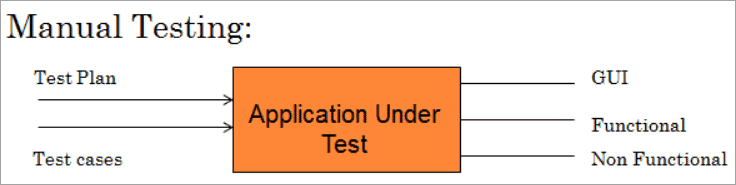 Manual Testing:
Test Plan
Test cases
Application Under
Test
GUI
Functional
Non Functional